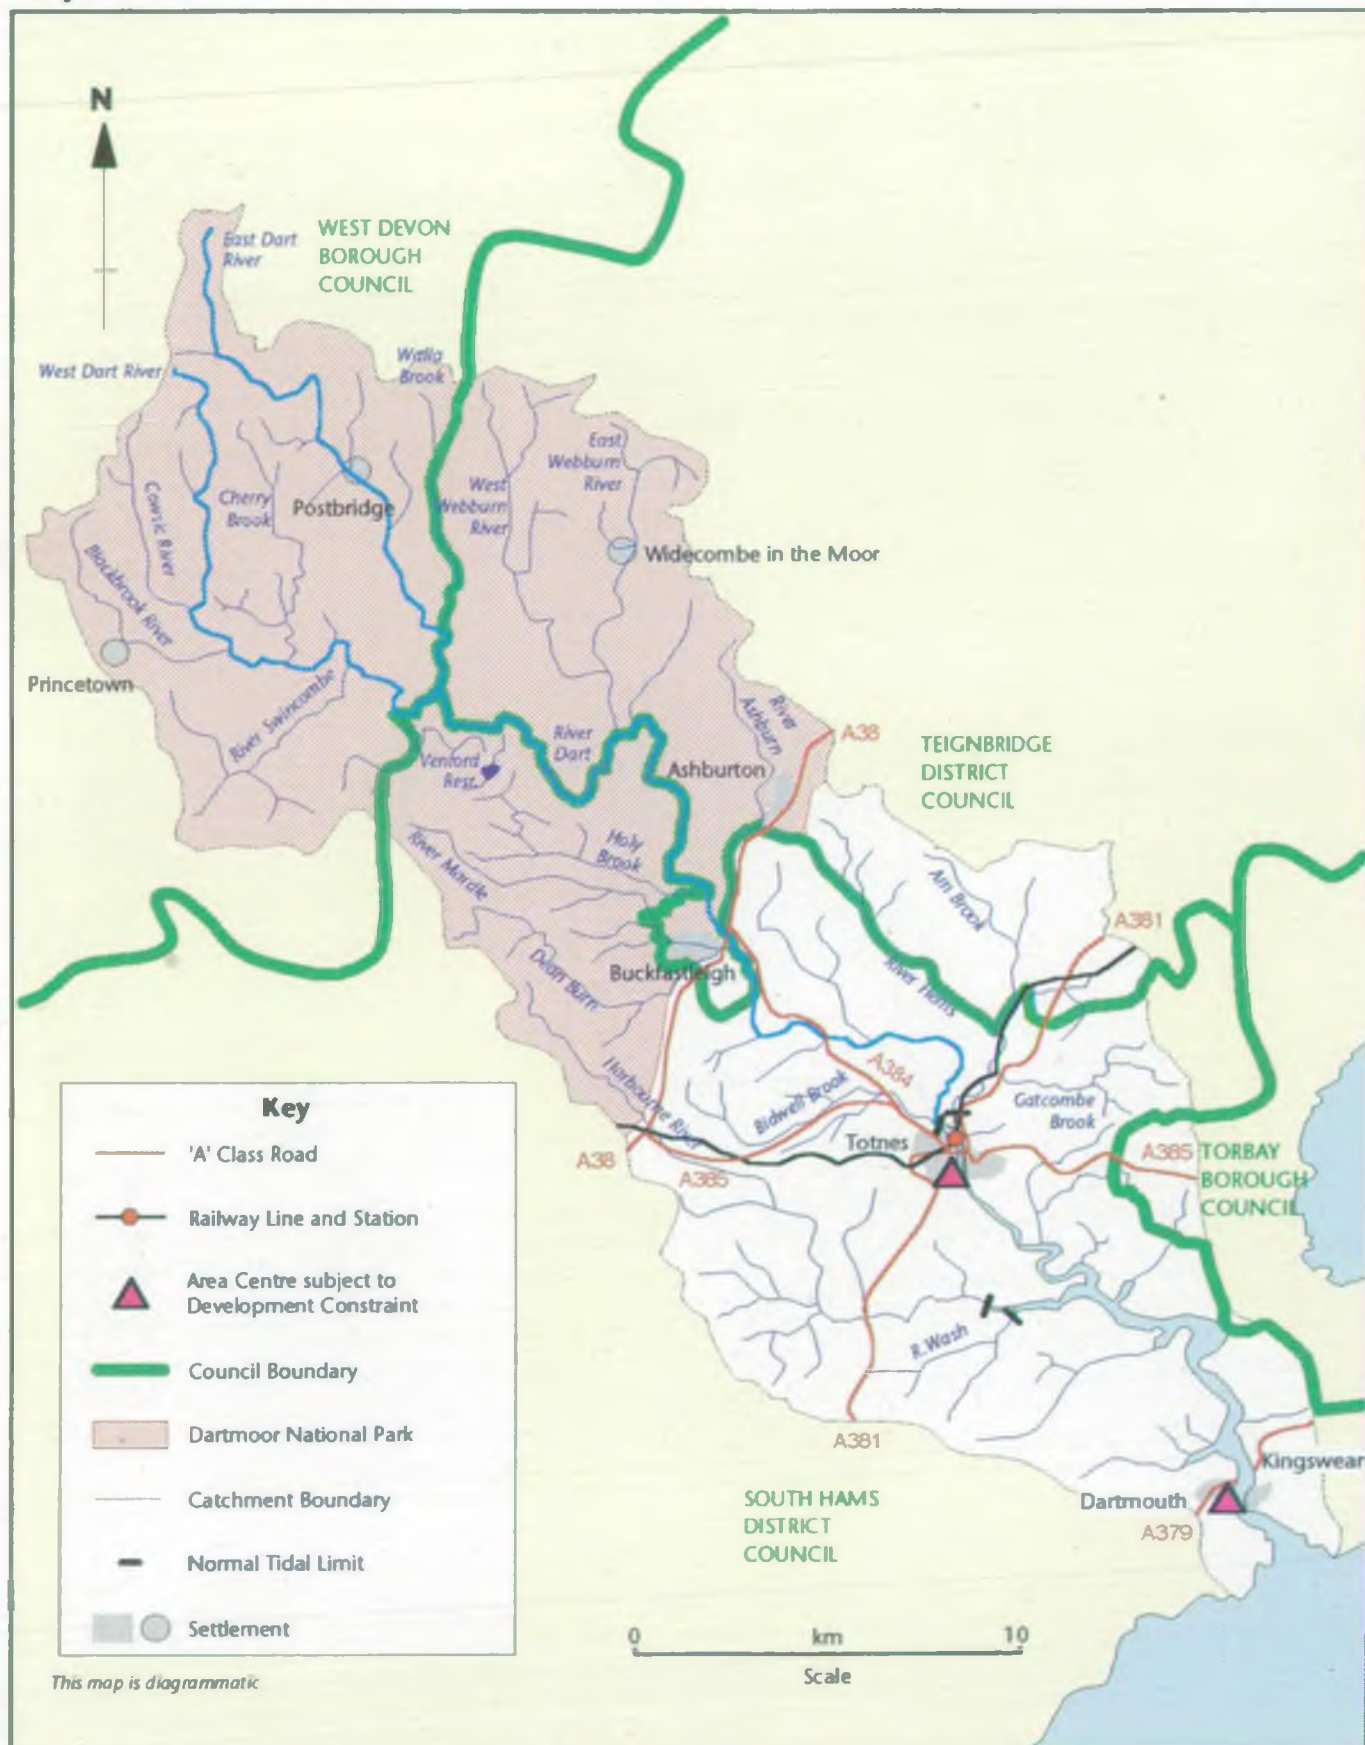 N
East Dart
River
WEST DEVON
BOROUGH
COUNCIL
West Dart River
Walla
Brook
East
Webburn
River
West
Webburn
River
Cowsic River
Cherry
Brook
Postbridge
Widecombe in the Moor
Blackbrook River
Princetown
River Swincombe
River
Ashburn
A38
River
Dart
Venford
Rest.
Ashburton
TEIGNBRIDGE
DISTRICT
COUNCIL
Holy
Brook
River Mardle
Am Brook
A381
Dean Burn
Buckfastleigh
River Hems
Harbourne River
A384
Bidwell Brook
Gatcombe
Brook
Totnes
A38
A385
A385
TORBAY
BOROUGH
COUNCIL
R.Wash
A381
Kingswear
Dartmouth
A379
SOUTH HAMS
DISTRICT
COUNCIL
Key
'A' Class Road
Railway Line and Station
Area Centre subject to
Development Constraint
Council Boundary
Dartmoor National Park
Catchment Boundary
Normal Tidal Limit
Settlement
0 km 10
Scale
This map is diagrammatic